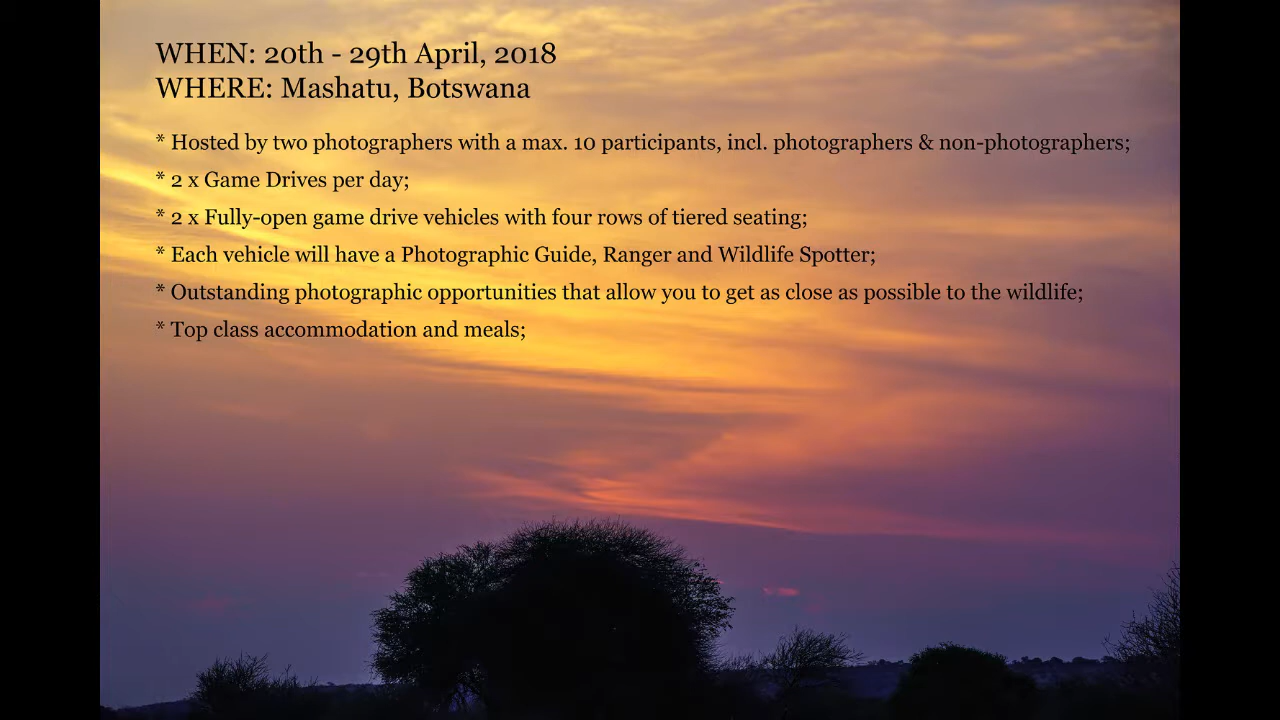 WHEN: 20th - 29th April, 2018
WHERE: Mashatu, Botswana
* Hosted by two photographers with a max. 10 participants, incl. photographers & non-photographers;
* 2 x Game Drives per day;
* 2 x Fully-open game drive vehicles with four rows of tiered seating;
* Each vehicle will have a Photographic Guide, Ranger and Wildlife Spotter;
* Outstanding photographic opportunities that allow you to get as close as possible to the wildlife;
* Top class accommodation and meals;